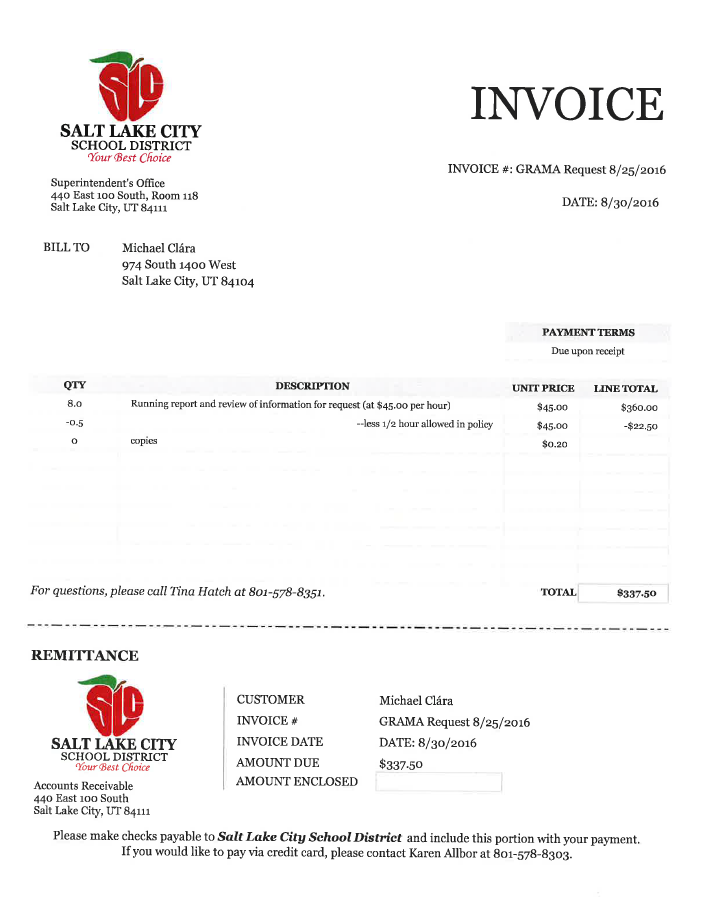 SLC
SALT LAKE CITY
SCHOOL DISTRICT
Your Best Choice
INVOICE
INVOICE #: GRAMA Request 8/25/2016
DATE: 8/30/2016
Superintendent's Office
440 East 100 South, Room 118
Salt Lake City, UT 84111
BILL TO Michael Clára
974 South 1400 West
Salt Lake City, UT 84104
PAYMENT TERMS
Due upon receipt
QTY DESCRIPTION UNIT PRICE LINE TOTAL
8.0 Running report and review of information for request (at $45.00 per hour) $45.00 $360.00
-0.5 --less 1/2 hour allowed in policy $45.00 -$22.50
0 copies $0.20
For questions, please call Tina Hatch at 801-578-8351. TOTAL $337.50
REMITTANCE
SLC
SALT LAKE CITY
SCHOOL DISTRICT
Your Best Choice
Accounts Receivable
440 East 100 South
Salt Lake City, UT 84111
CUSTOMER Michael Clára
INVOICE # GRAMA Request 8/25/2016
INVOICE DATE DATE: 8/30/2016
AMOUNT DUE $337.50
AMOUNT ENCLOSED
Please make checks payable to Salt Lake City School District and include this portion with your payment.
If you would like to pay via credit card, please contact Karen Allbor at 801-578-8303.